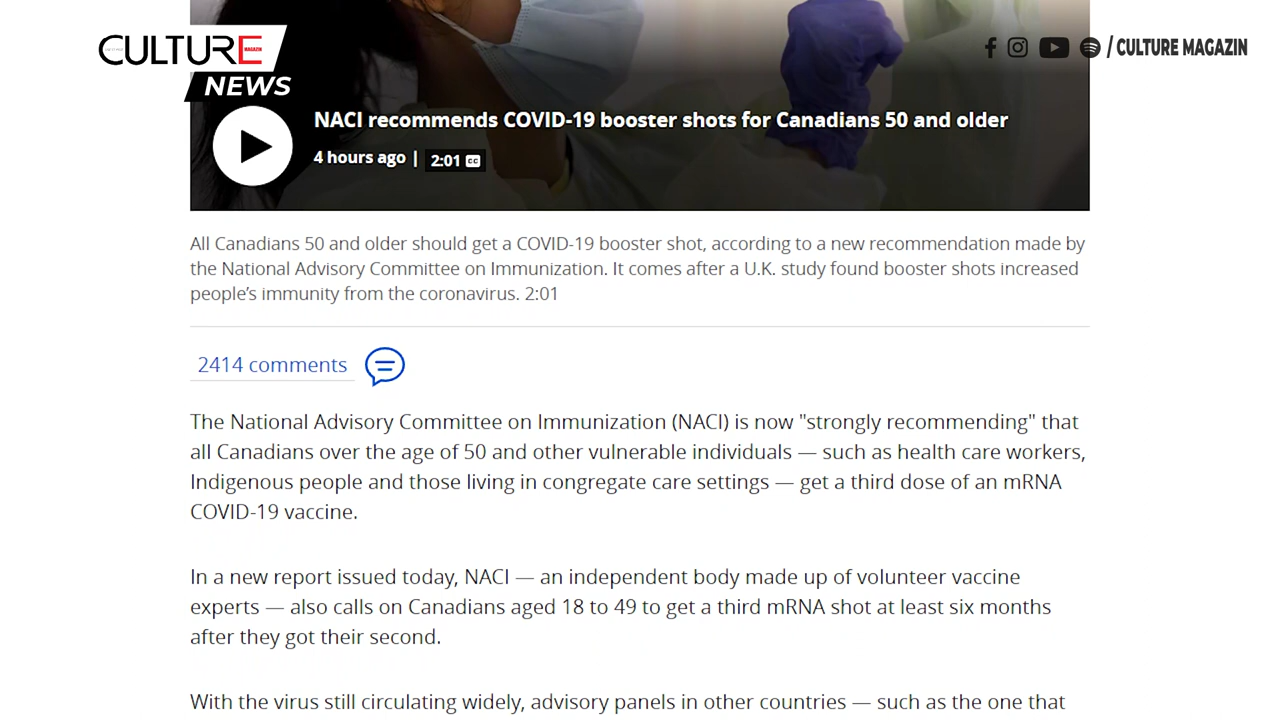 CULTURE
MAGAZIN
NEWS
/ CULTURE MAGAZIN
NACI recommends COVID-19 booster shots for Canadians 50 and older
4 hours ago | 2:01 CC
All Canadians 50 and older should get a COVID-19 booster shot, according to a new recommendation made by
the National Advisory Committee on Immunization. It comes after a U.K. study found booster shots increased
people’s immunity from the coronavirus. 2:01
2414 comments
The National Advisory Committee on Immunization (NACI) is now "strongly recommending" that
all Canadians over the age of 50 and other vulnerable individuals — such as health care workers,
Indigenous people and those living in congregate care settings — get a third dose of an mRNA
COVID-19 vaccine.
In a new report issued today, NACI — an independent body made up of volunteer vaccine
experts — also calls on Canadians aged 18 to 49 to get a third mRNA shot at least six months
after they got their second.
With the virus still circulating widely, advisory panels in other countries — such as the one that